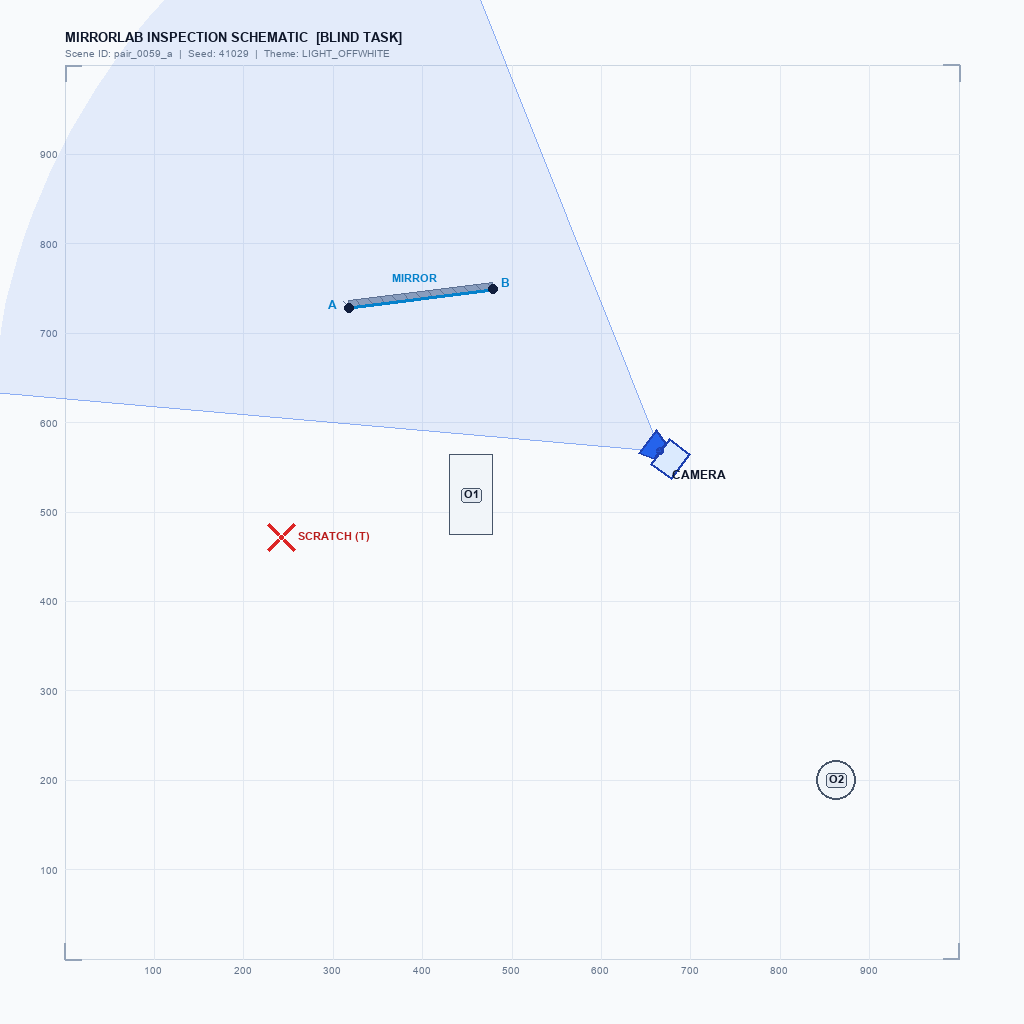 MIRRORLAB INSPECTION SCHEMATIC [BLIND TASK]
Scene ID: pair_0059_a | Seed: 41029 | Theme: LIGHT_OFFWHITE
900
800
MIRROR
A
B
700
600
CAMERA
O1
500
SCRATCH (T)
400
300
200
O2
100
100 200 300 400 500 600 700 800 900